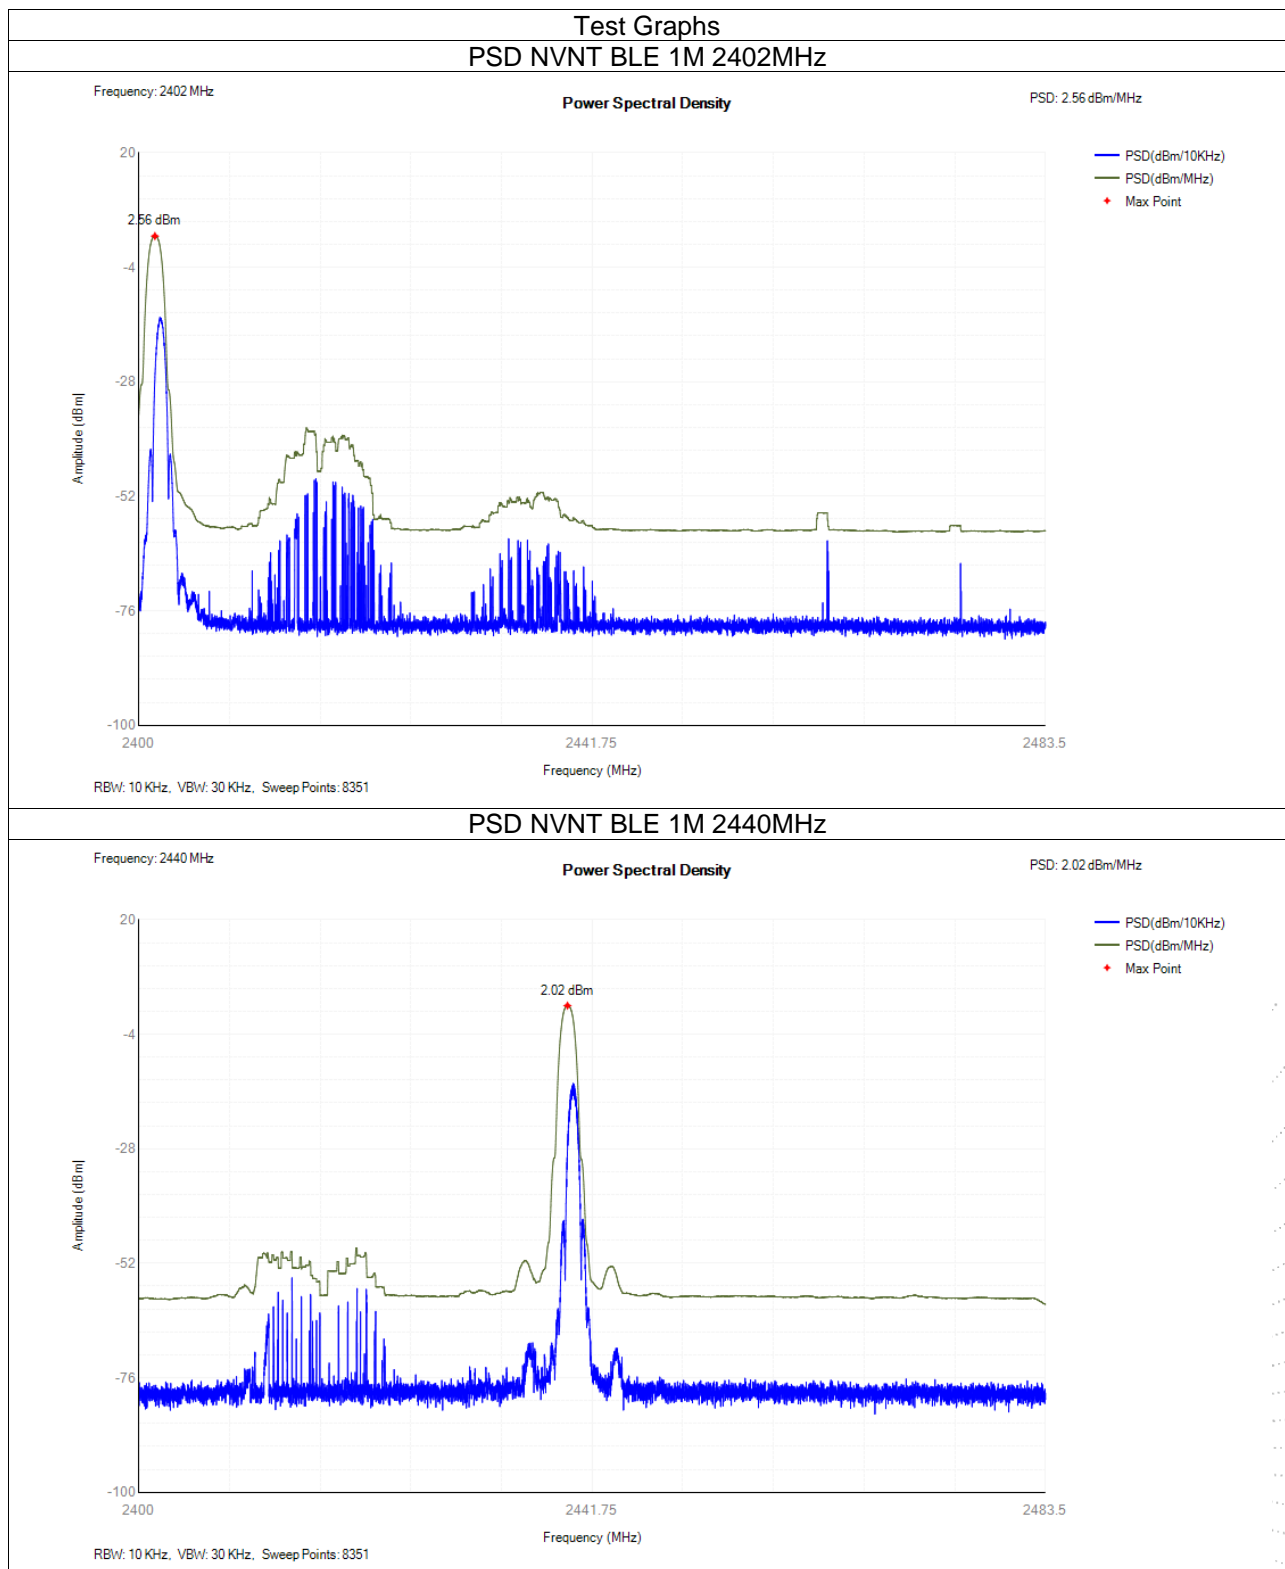 Test Graphs
PSD NVNT BLE 1M 2402MHz
Frequency: 2402 MHz
Power Spectral Density
PSD: 2.56 dBm/MHz
20
-4
-28
-52
-76
-100
2.56 dBm
PSD(dBm/10KHz)
PSD(dBm/MHz)
Max Point
Amplitude (dBm)
2400
2441.75
2483.5
Frequency (MHz)
RBW: 10 KHz, VBW: 30 KHz, Sweep Points: 8351
PSD NVNT BLE 1M 2440MHz
Frequency: 2440 MHz
Power Spectral Density
PSD: 2.02 dBm/MHz
20
-4
-28
-52
-76
-100
2.02 dBm
PSD(dBm/10KHz)
PSD(dBm/MHz)
Max Point
Amplitude (dBm)
2400
2441.75
2483.5
Frequency (MHz)
RBW: 10 KHz, VBW: 30 KHz, Sweep Points: 8351